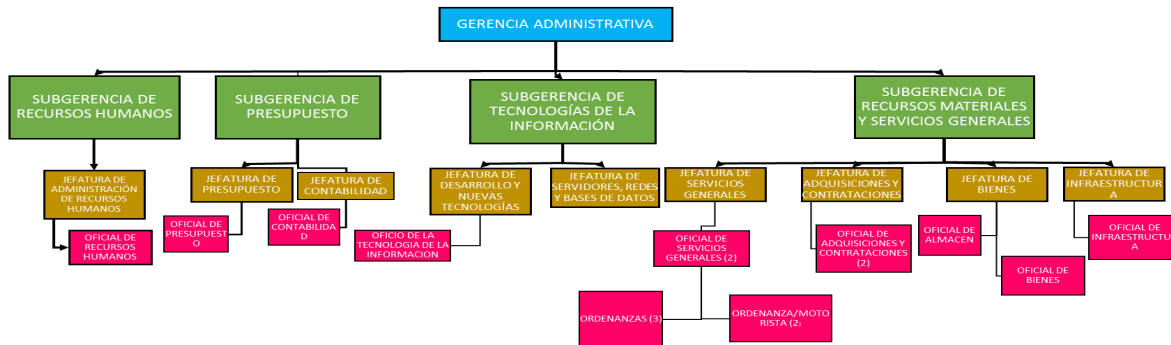 GERENCIA ADMINISTRATIVA
SUBGERENCIA DE
RECURSOS HUMANOS
SUBGERENCIA DE
PRESUPUESTO
SUBGERENCIA DE
TECNOLOGÍAS DE LA
INFORMACIÓN
SUBGERENCIA DE
RECURSOS MATERIALES
Y SERVICIOS GENERALES
JEFATURA DE
ADMINISTRACIÓN
DE RECURSOS
HUMANOS
JEFATURA DE
PRESUPUESTO
JEFATURA DE
CONTABILIDAD
JEFATURA DE
DESARROLLO Y
NUEVAS
TECNOLOGÍAS
JEFATURA DE
SERVIDORES, REDES
Y BASES DE DATOS
JEFATURA DE
SERVICIOS
GENERALES
JEFATURA DE
ADQUISICIONES Y
CONTRATACIONES
JEFATURA DE
BIENES
JEFATURA DE
INFRAESTRUCTUR
A
OFICIAL DE
RECURSOS
HUMANOS
OFICIAL DE
PRESUPUEST
O
OFICIAL DE
CONTABILIDA
D
OFICIO DE LA
TECNOLOGIA DE LA
INFORMACION
OFICIAL DE
SERVICIOS
GENERALES (2)
OFICIAL DE
ADQUISICIONES Y
CONTRATACIONES
(2)
OFICIAL DE
ALMACEN
OFICIAL DE
BIENES
OFICIAL DE
INFRAESTRUCTUR
A
ORDENANZAS (3)
ORDENANZA/MOTO
RISTA (2)